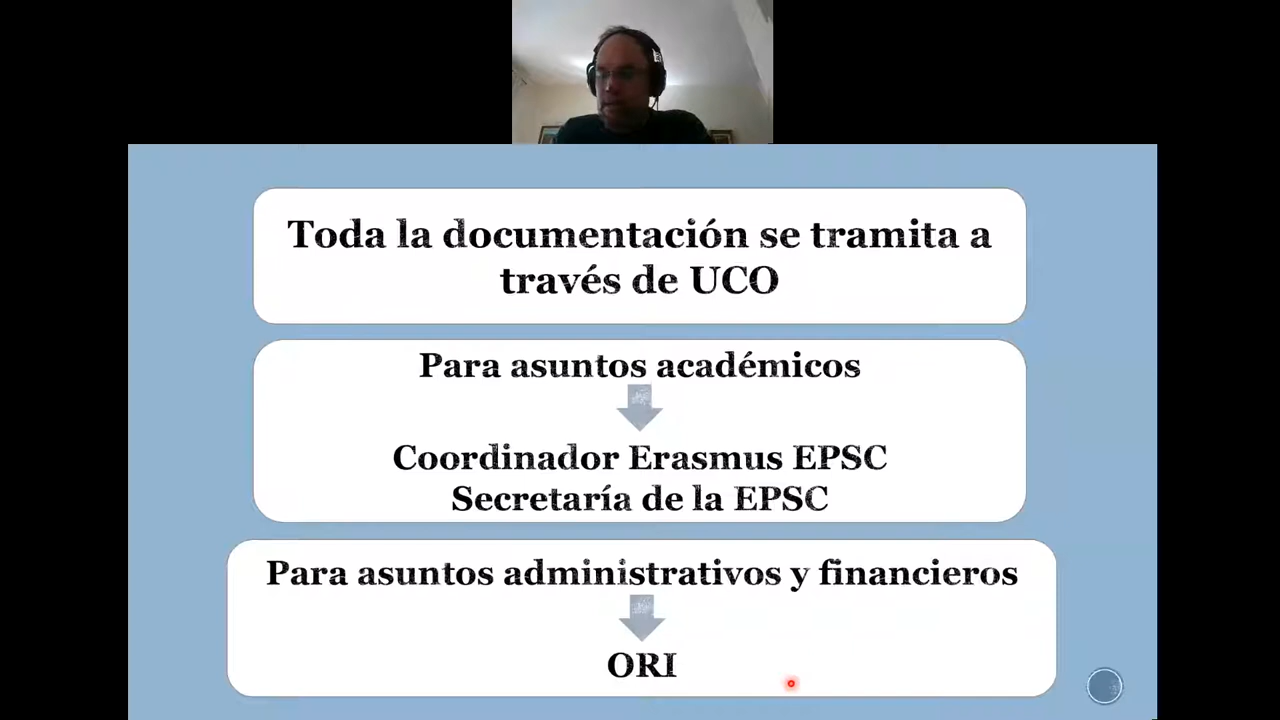 Toda la documentación se tramita a
través de UCO
Para asuntos académicos
Coordinador Erasmus EPSC
Secretaría de la EPSC
Para asuntos administrativos y financieros
ORI